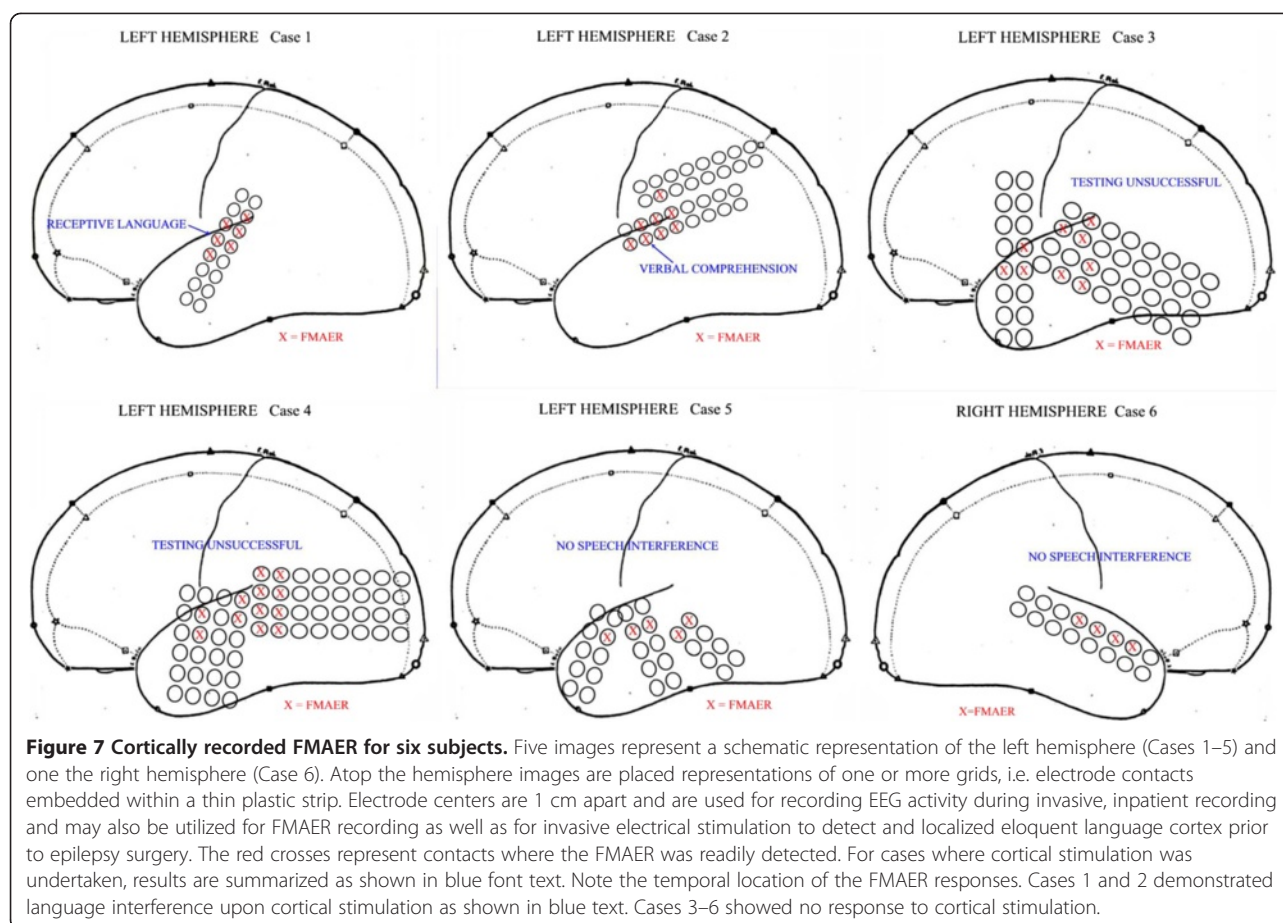 LEFT HEMISPHERE Case 1
LEFT HEMISPHERE Case 2
LEFT HEMISPHERE Case 3
RECEPTIVE LANGUAGE
VERBAL COMPREHENSION
TESTING UNSUCCESSFUL
X = FMAER
X = FMAER
X = FMAER
LEFT HEMISPHERE Case 4
LEFT HEMISPHERE Case 5
RIGHT HEMISPHERE Case 6
TESTING UNSUCCESSFUL
NO SPEECH INTERFERENCE
NO SPEECH INTERFERENCE
X = FMAER
X = FMAER
X=FMAER
Figure 7 Cortically recorded FMAER for six subjects. Five images represent a schematic representation of the left hemisphere (Cases 1–5) and
one the right hemisphere (Case 6). Atop the hemisphere images are placed representations of one or more grids, i.e. electrode contacts
embedded within a thin plastic strip. Electrode centers are 1 cm apart and are used for recording EEG activity during invasive, inpatient recording
and may also be utilized for FMAER recording as well as for invasive electrical stimulation to detect and localized eloquent language cortex prior
to epilepsy surgery. The red crosses represent contacts where the FMAER was readily detected. For cases where cortical stimulation was
undertaken, results are summarized as shown in blue font text. Note the temporal location of the FMAER responses. Cases 1 and 2 demonstrated
language interference upon cortical stimulation as shown in blue text. Cases 3–6 showed no response to cortical stimulation.